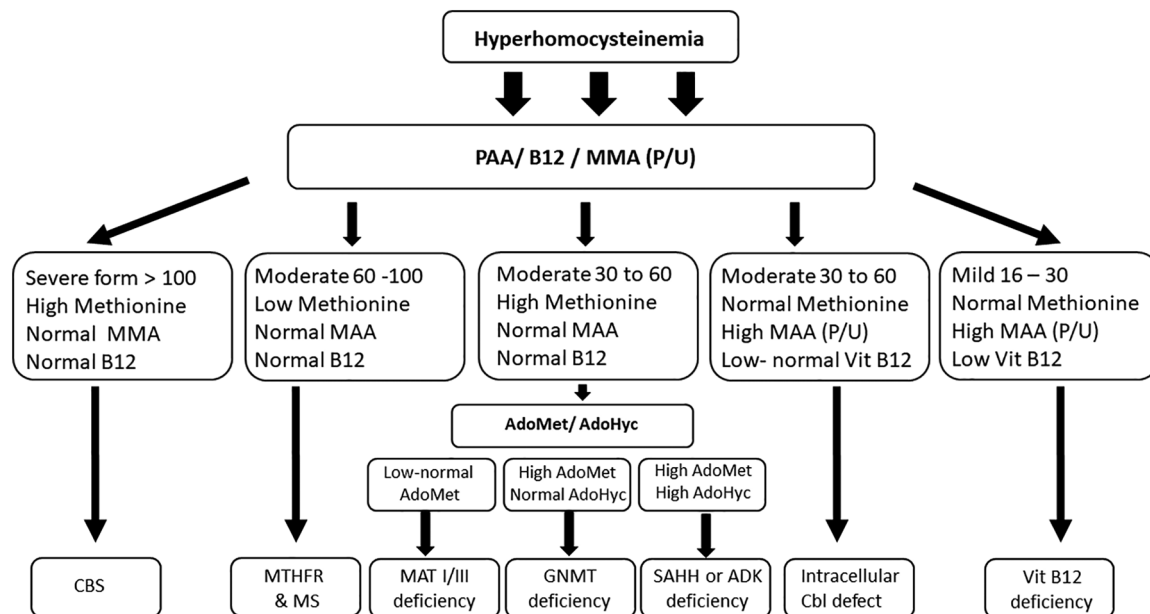 Hyperhomocysteinemia
PAA/ B12 / MMA (P/U)
Severe form > 100
High Methionine
Normal MMA
Normal B12
Moderate 60 -100
Low Methionine
Normal MAA
Normal B12
Moderate 30 to 60
High Methionine
Normal MAA
Normal B12
Moderate 30 to 60
Normal Methionine
High MAA (P/U)
Low- normal Vit B12
Mild 16 – 30
Normal Methionine
High MAA (P/U)
Low Vit B12
AdoMet/ AdoHyc
Low-normal
AdoMet
High AdoMet
Normal AdoHyc
High AdoMet
High AdoHyc
CBS
MTHFR
& MS
MAT I/III
deficiency
GNMT
deficiency
SAHH or ADK
deficiency
Intracellular
Cbl defect
Vit B12
deficiency